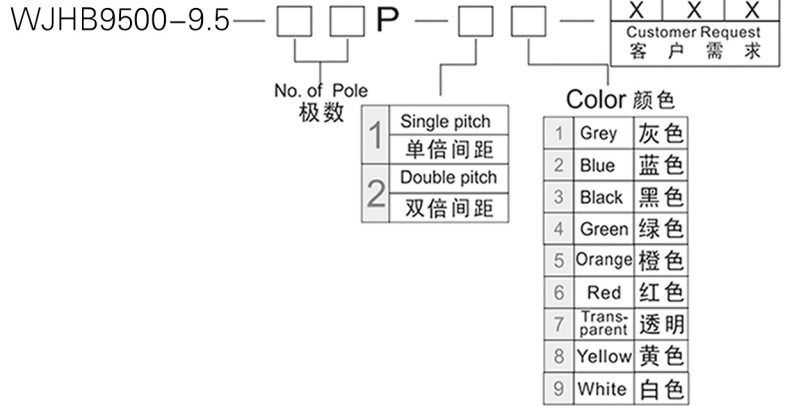 WJHB9500-9.5 — □ □ P — □ □ — X X X
Customer Request
客户需求
No. of Pole
极数
1 Single pitch
单倍间距
2 Double pitch
双倍间距
Color 颜色
1 Grey 灰色
2 Blue 蓝色
3 Black 黑色
4 Green 绿色
5 Orange 橙色
6 Red 红色
7 Trans-
parent 透明
8 Yellow 黄色
9 White 白色